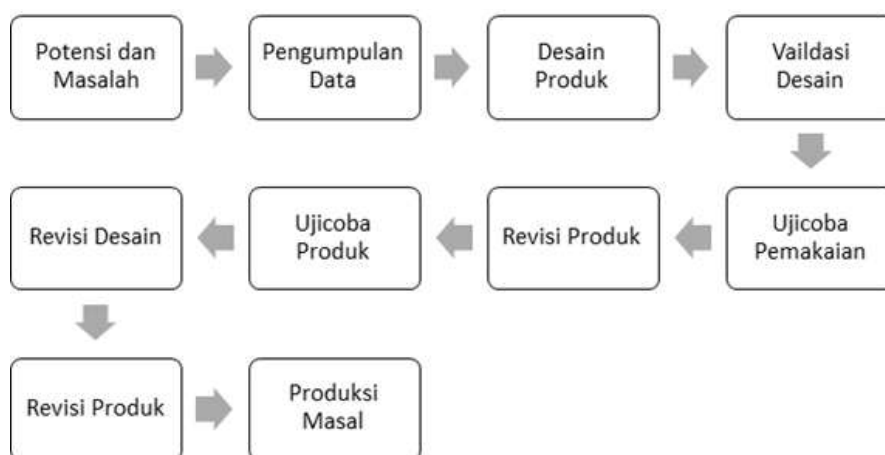 Potensi dan
Masalah
Pengumpulan
Data
Desain
Produk
Vaildasi
Desain
Ujicoba
Pemakaian
Revisi Produk
Ujicoba
Produk
Revisi Desain
Revisi Produk
Produksi
Masal